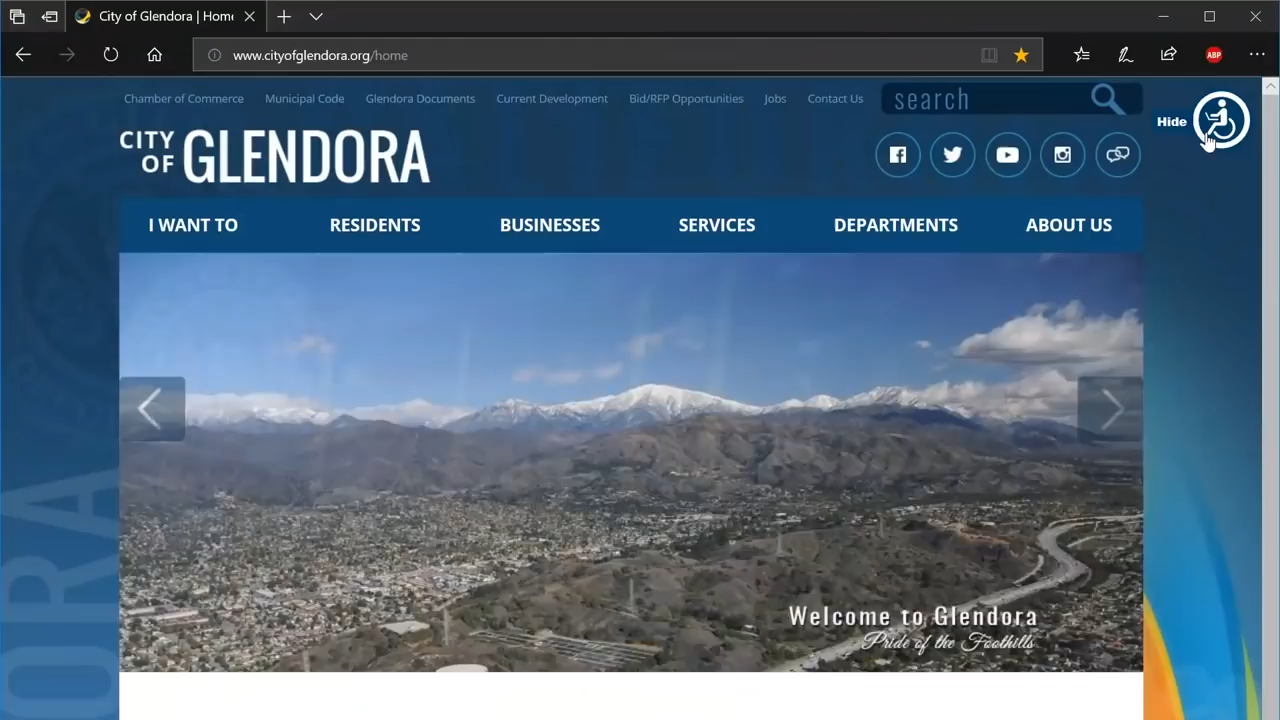 City of Glendora | Home
www.cityofglendora.org/home
ABP
Chamber of Commerce Municipal Code Glendora Documents Current Development Bid/RFP Opportunities Jobs Contact Us
search
Hide
CITY OF GLENDORA
I WANT TO RESIDENTS BUSINESSES SERVICES DEPARTMENTS ABOUT US
Welcome to Glendora
Pride of the Foothills
ORA